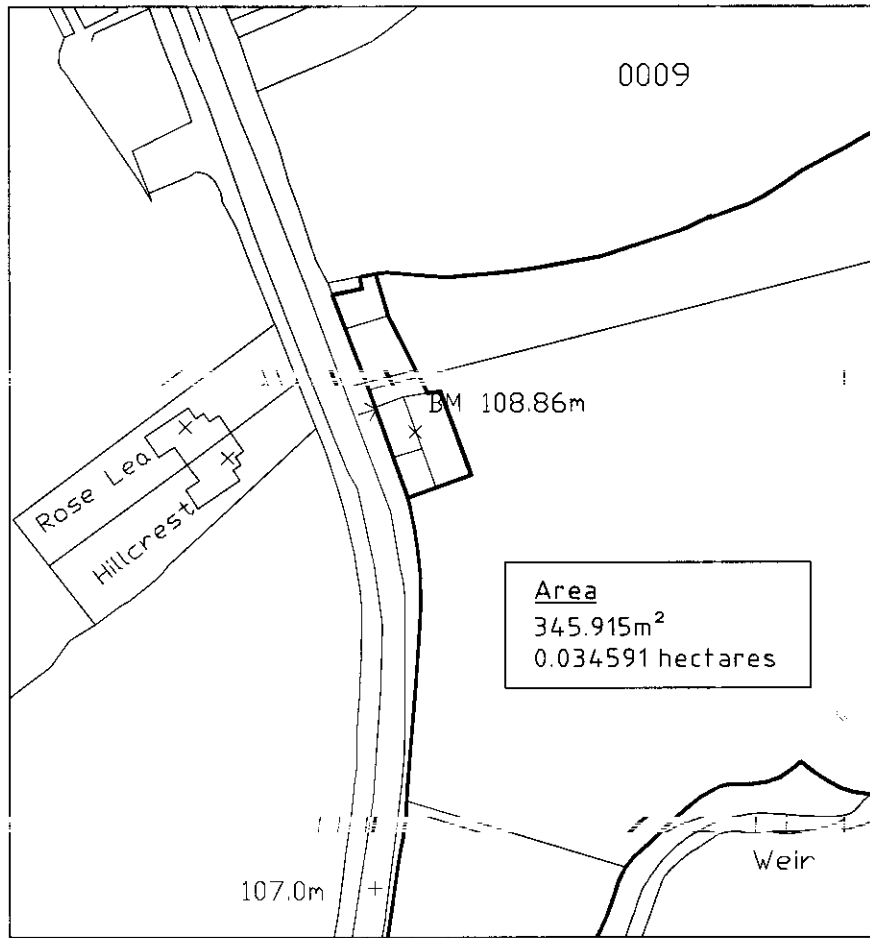 0009
BM 108.86m
Rose Lea
Hillcrest
Area
345.915m²
0.034591 hectares
Weir
107.0m